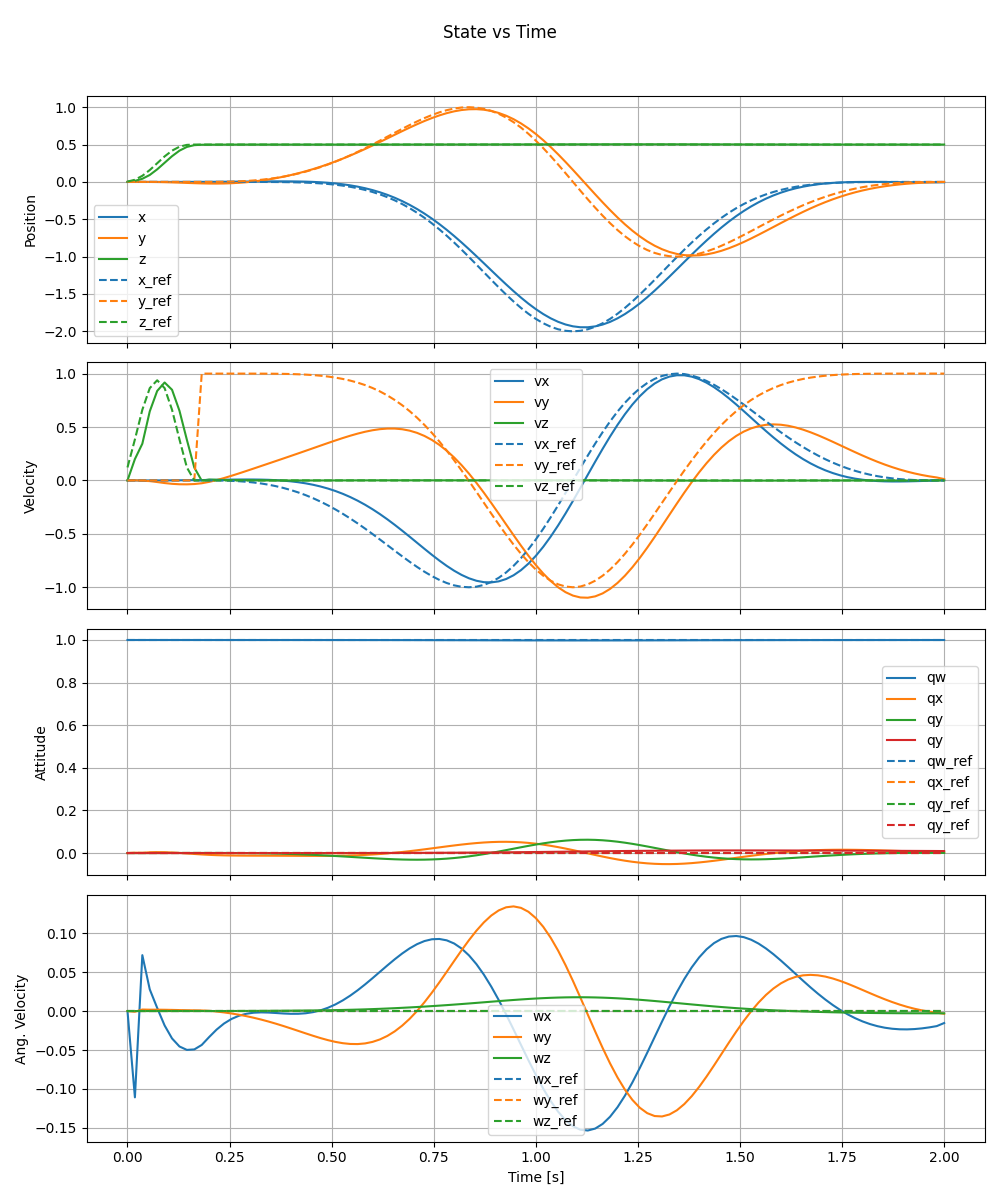 State vs Time
1.0
0.5
0.0
−0.5
−1.0
−1.5
−2.0
Position
x
y
z
x_ref
y_ref
z_ref
1.0
0.5
0.0
−0.5
−1.0
Velocity
vx
vy
vz
vx_ref
vy_ref
vz_ref
1.0
0.8
0.6
0.4
0.2
0.0
Attitude
qw
qx
qy
qy
qw_ref
qx_ref
qy_ref
qy_ref
0.10
0.05
0.00
−0.05
−0.10
−0.15
Ang. Velocity
wx
wy
wz
wx_ref
wy_ref
wz_ref
0.00 0.25 0.50 0.75 1.00 1.25 1.50 1.75 2.00
Time [s]